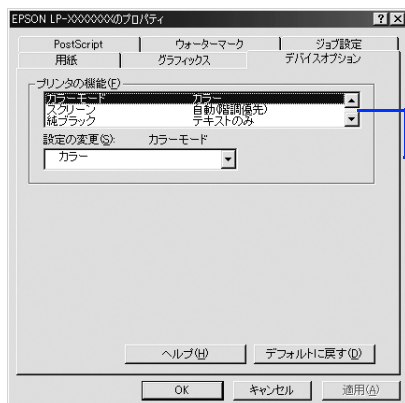 EPSON LP-XXXXXXXのプロパティ
PostScript ウォーターマーク ジョブ設定
用紙 グラフィックス デバイスオプション
プリンタの機能(F)
カラーモード カラー
スクリーン 自動(階調優先)
純ブラック テキストのみ
設定の変更(S): カラーモード
カラー
ヘルプ(H) デフォルトに戻す(D)
OK キャンセル 適用(A)